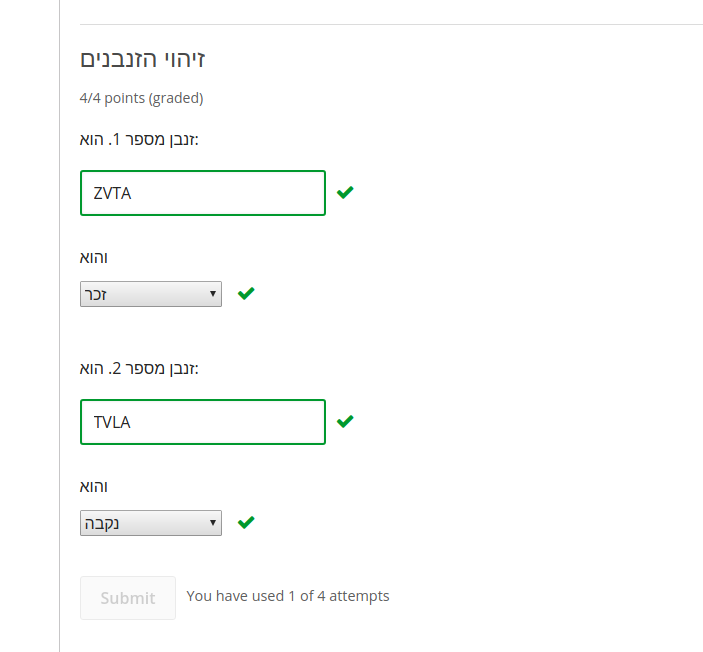 זיהוי הזנבנים
4/4 points (graded)
זנבן מספר 1. הוא:
ZVTA
והוא
זכר
זנבן מספר 2. הוא:
TVLA
והוא
נקבה
Submit You have used 1 of 4 attempts